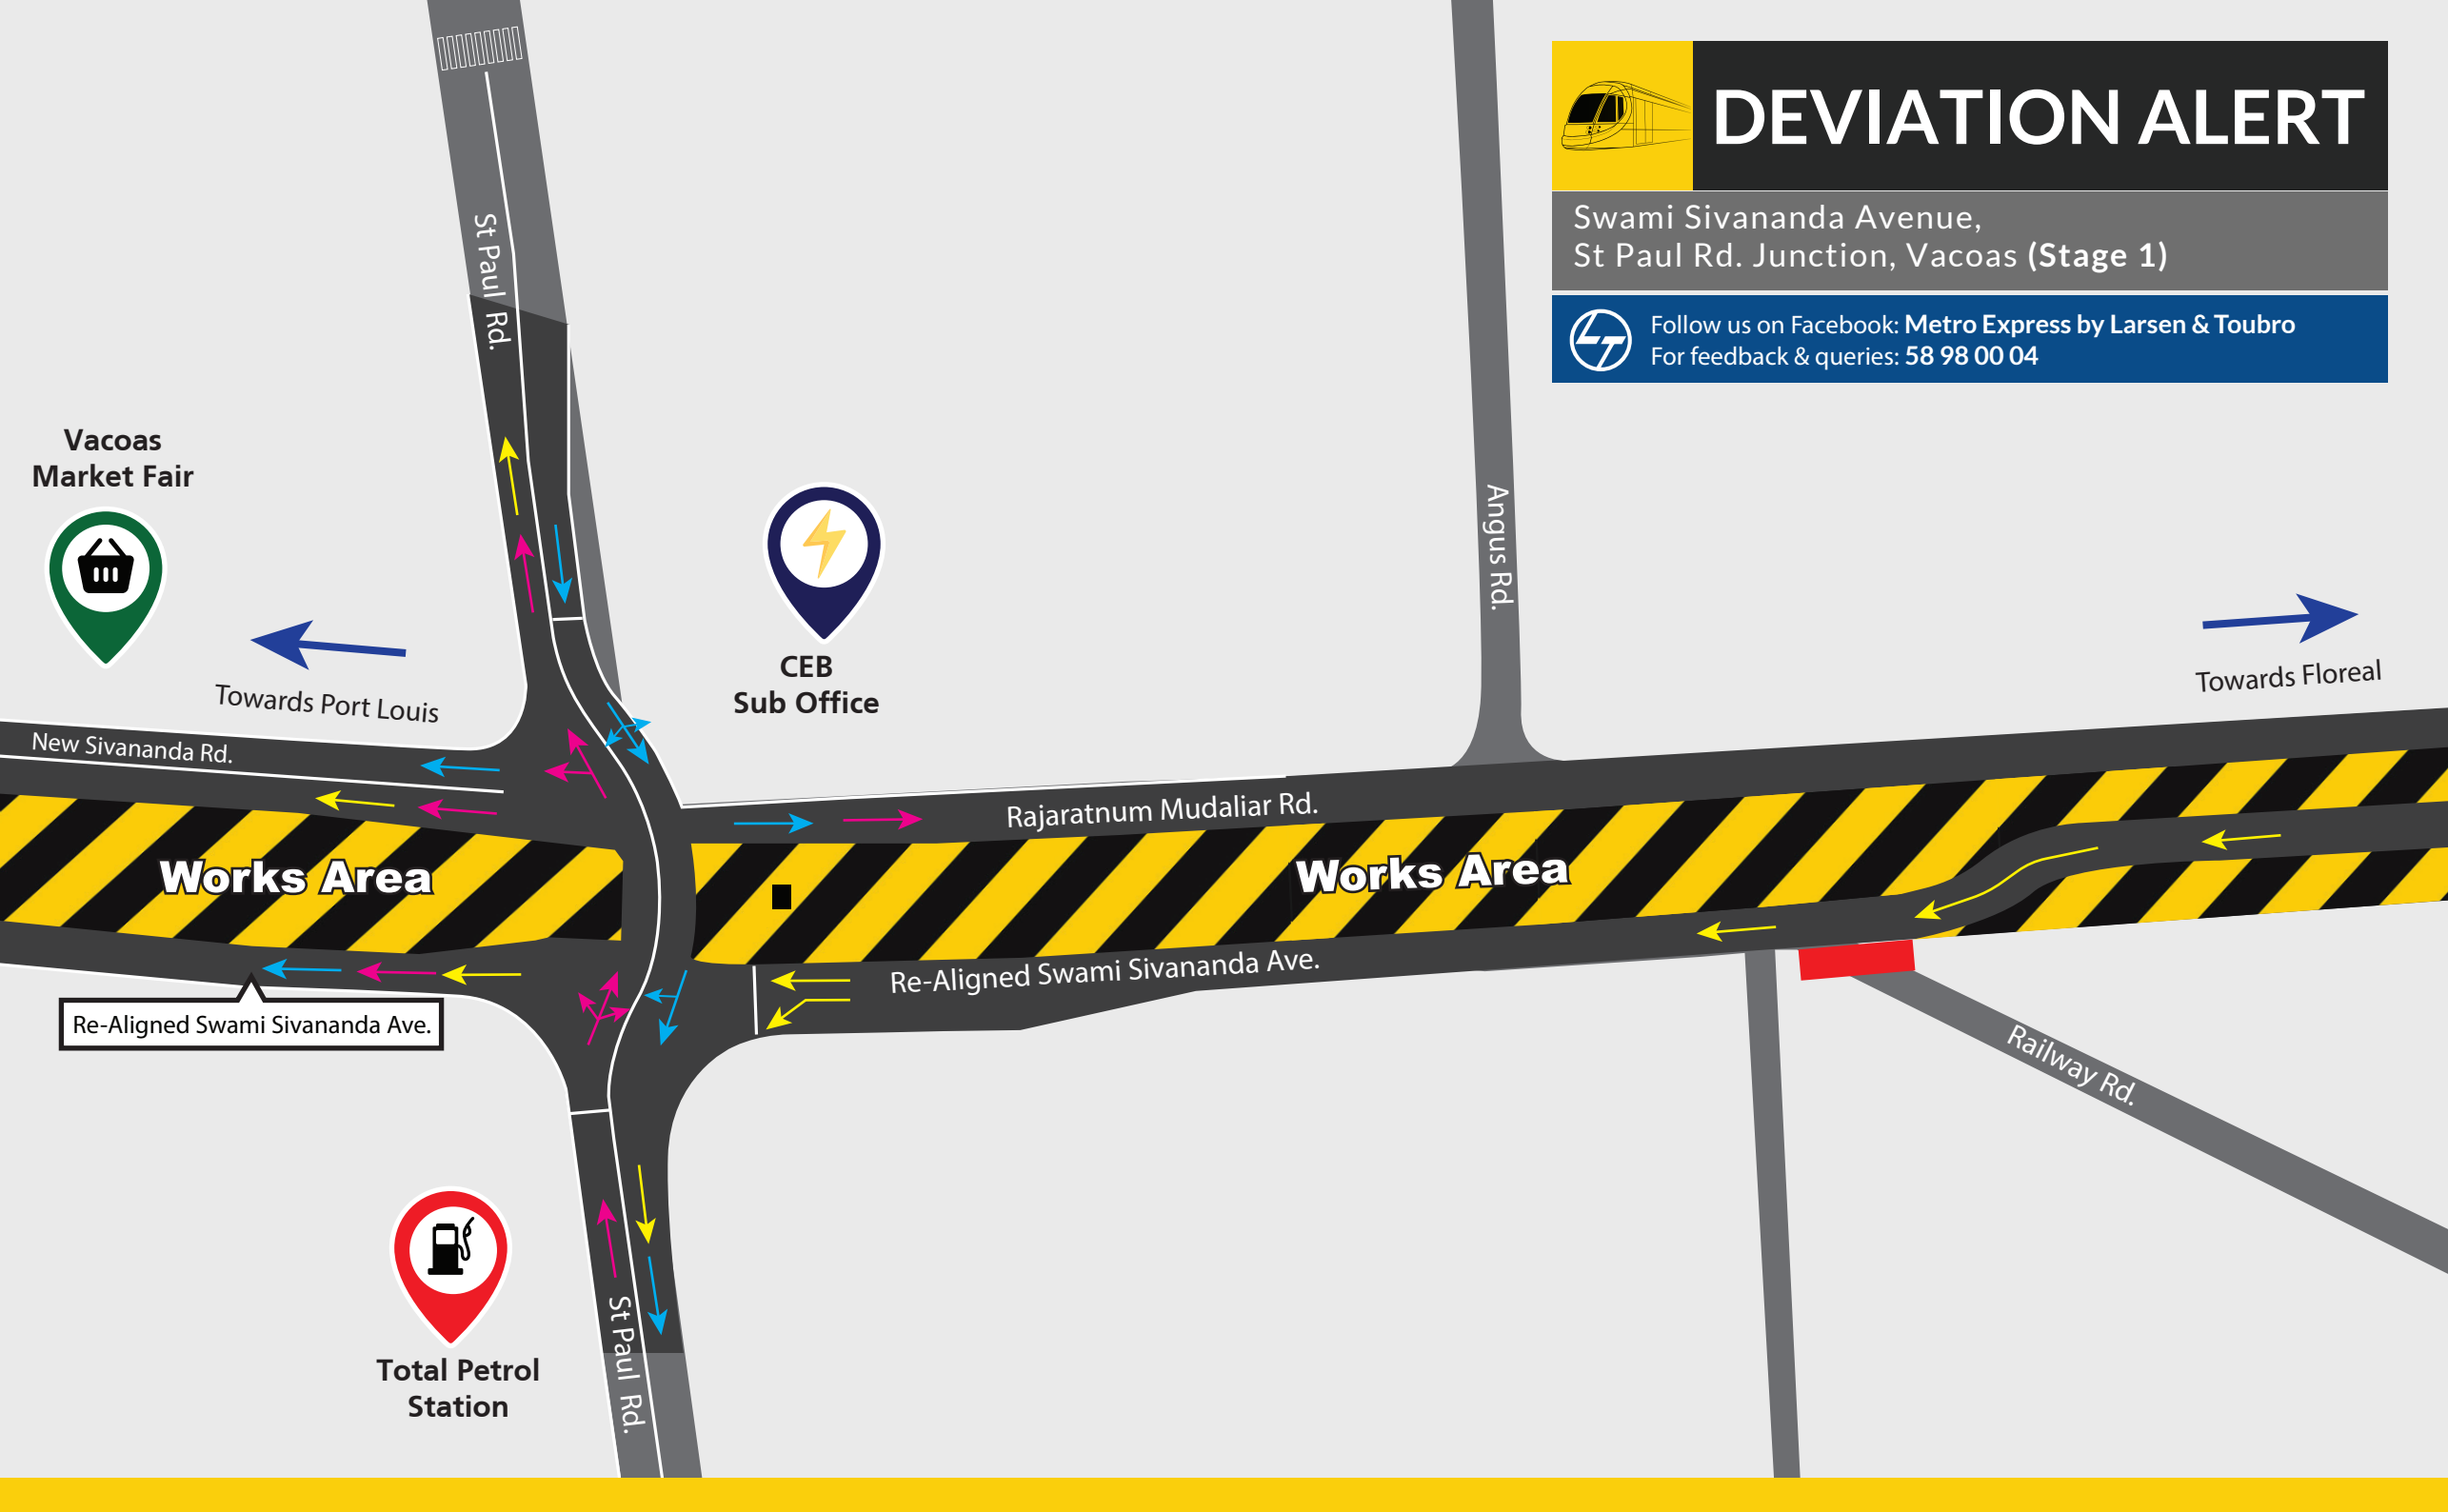 DEVIATION ALERT
Swami Sivananda Avenue,
St Paul Rd. Junction, Vacoas (Stage 1)
Follow us on Facebook: Metro Express by Larsen & Toubro
For feedback & queries: 58 98 00 04
St Paul Rd.
Vacoas
Market Fair
CEB
Sub Office
Angus Rd.
Towards Port Louis
Towards Floreal
New Sivananda Rd.
Rajaratnum Mudaliar Rd.
Works Area
Works Area
Re-Aligned Swami Sivananda Ave.
Re-Aligned Swami Sivananda Ave.
Railway Rd.
Total Petrol
Station
St Paul Rd.